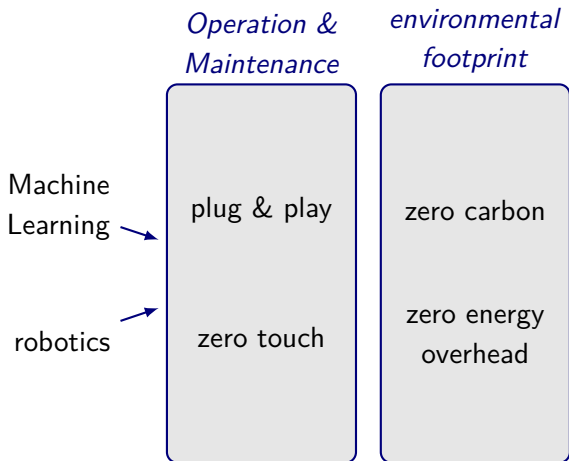 Operation &
Maintenance
environmental
footprint
Machine
Learning
robotics
plug & play
zero touch
zero carbon
zero energy
overhead